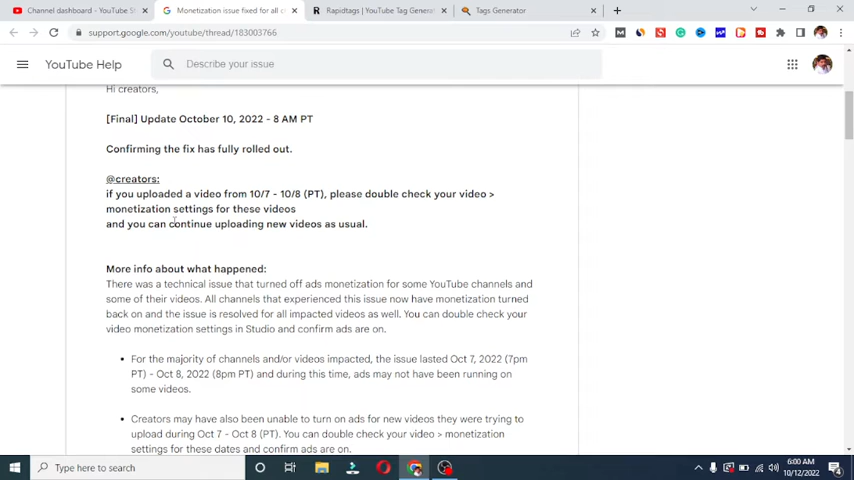 Channel dashboard - YouTube St
Monetization issue fixed for all c
Rapidtags | YouTube Tag Generat
Tags Generator
support.google.com/youtube/thread/183003766
YouTube Help
Describe your issue
Hi creators,
[Final] Update October 10, 2022 - 8 AM PT
Confirming the fix has fully rolled out.
@creators:
if you uploaded a video from 10/7 - 10/8 (PT), please double check your video >
monetization settings for these videos
and you can continue uploading new videos as usual.
More info about what happened:
There was a technical issue that turned off ads monetization for some YouTube channels and
some of their videos. All channels that experienced this issue now have monetization turned
back on and the issue is resolved for all impacted videos as well. You can double check your
video monetization settings in Studio and confirm ads are on.
• For the majority of channels and/or videos impacted, the issue lasted Oct 7, 2022 (7pm
PT) - Oct 8, 2022 (8pm PT) and during this time, ads may not have been running on
some videos.
• Creators may have also been unable to turn on ads for new videos they were trying to
upload during Oct 7 - Oct 8 (PT). You can double check your video > monetization
settings for these dates and confirm ads are on.
Type here to search
6:00 AM
10/12/2022
4